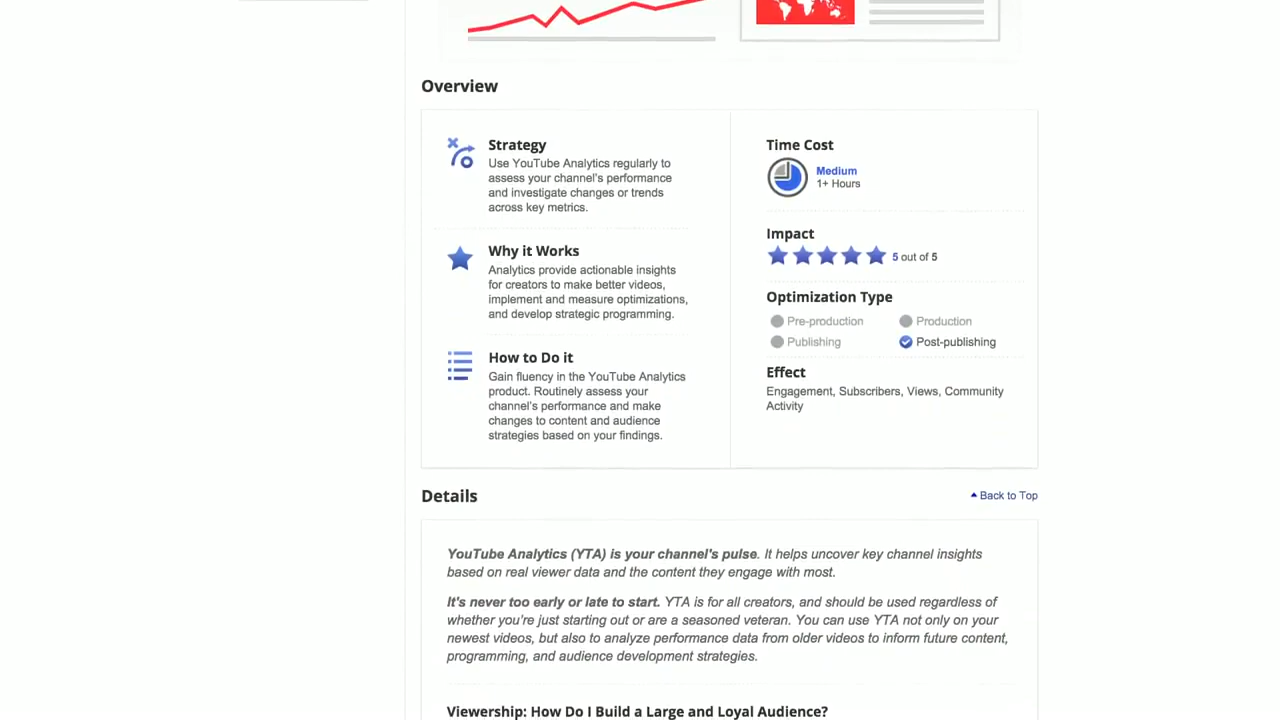 Overview
Strategy
Use YouTube Analytics regularly to
assess your channel's performance
and investigate changes or trends
across key metrics.
Why it Works
Analytics provide actionable insights
for creators to make better videos,
implement and measure optimizations,
and develop strategic programming.
How to Do it
Gain fluency in the YouTube Analytics
product. Routinely assess your
channel's performance and make
changes to content and audience
strategies based on your findings.
Time Cost
Medium
1+ Hours
Impact
5 out of 5
Optimization Type
Pre-production Production
Publishing Post-publishing
Effect
Engagement, Subscribers, Views, Community
Activity
Details
Back to Top
YouTube Analytics (YTA) is your channel's pulse. It helps uncover key channel insights
based on real viewer data and the content they engage with most.
It's never too early or late to start. YTA is for all creators, and should be used regardless of
whether you're just starting out or are a seasoned veteran. You can use YTA not only on your
newest videos, but also to analyze performance data from older videos to inform future content,
programming, and audience development strategies.
Viewership: How Do I Build a Large and Loyal Audience?